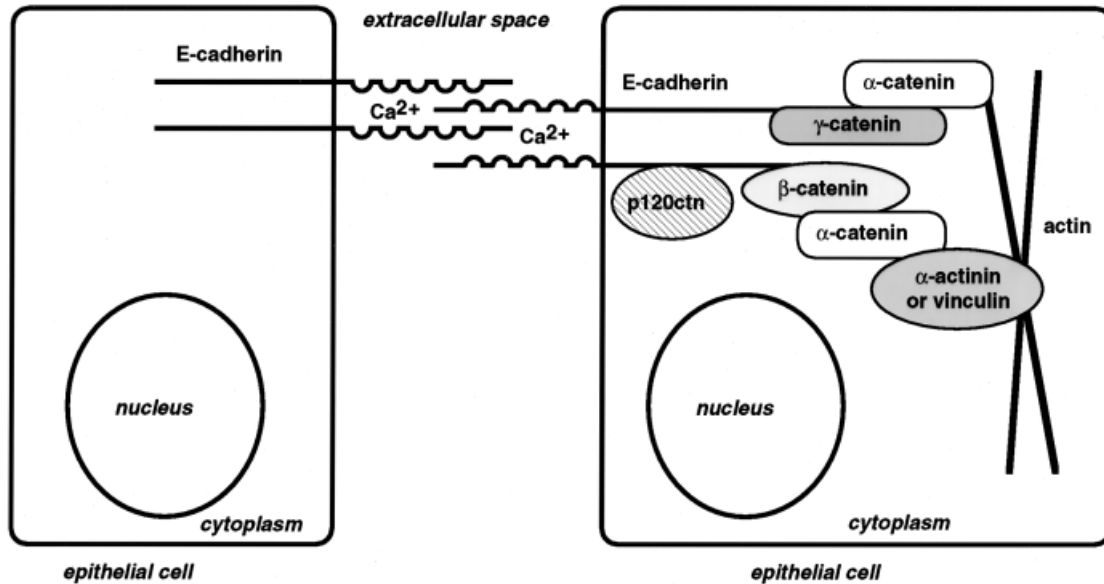 extracellular space
E-cadherin
E-cadherin
α-catenin
Ca2+
γ-catenin
Ca2+
p120ctn
β-catenin
α-catenin
actin
α-actinin
or vinculin
nucleus
nucleus
cytoplasm
cytoplasm
epithelial cell
epithelial cell